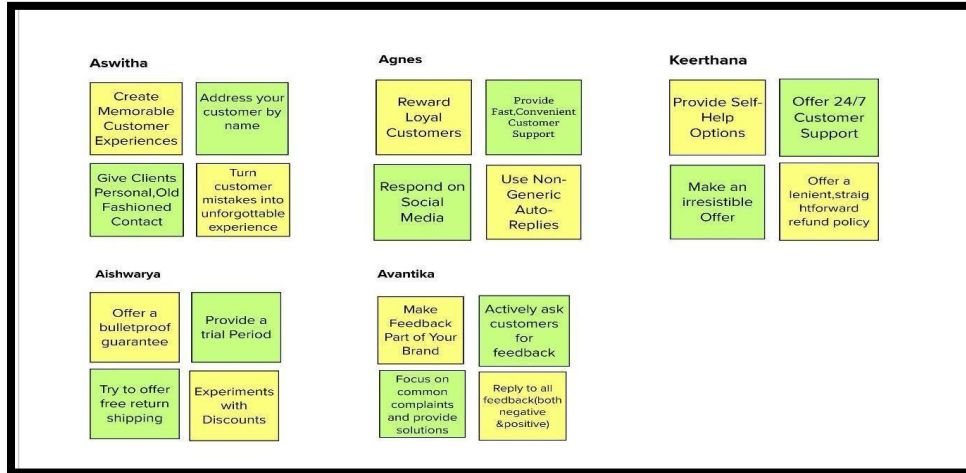 Aswitha
Create
Memorable
Customer
Experiences
Address your
customer by
name
Give Clients
Personal,Old
Fashioned
Contact
Turn
customer
mistakes into
unforgottable
experience
Agnes
Reward
Loyal
Customers
Provide
Fast,Convenient
Customer
Support
Respond on
Social
Media
Use Non-
Generic
Auto-
Replies
Keerthana
Provide Self-
Help
Options
Offer 24/7
Customer
Support
Make an
irresistible
Offer
Offer a
lenient,straig
htforward
refund policy
Aishwarya
Offer a
bulletproof
guarantee
Provide a
trial Period
Try to offer
free return
shipping
Experiments
with
Discounts
Avantika
Make
Feedback
Part of Your
Brand
Actively ask
customers
for
feedback
Focus on
common
complaints
and provide
solutions
Reply to all
feedback(both
negative
&positive)